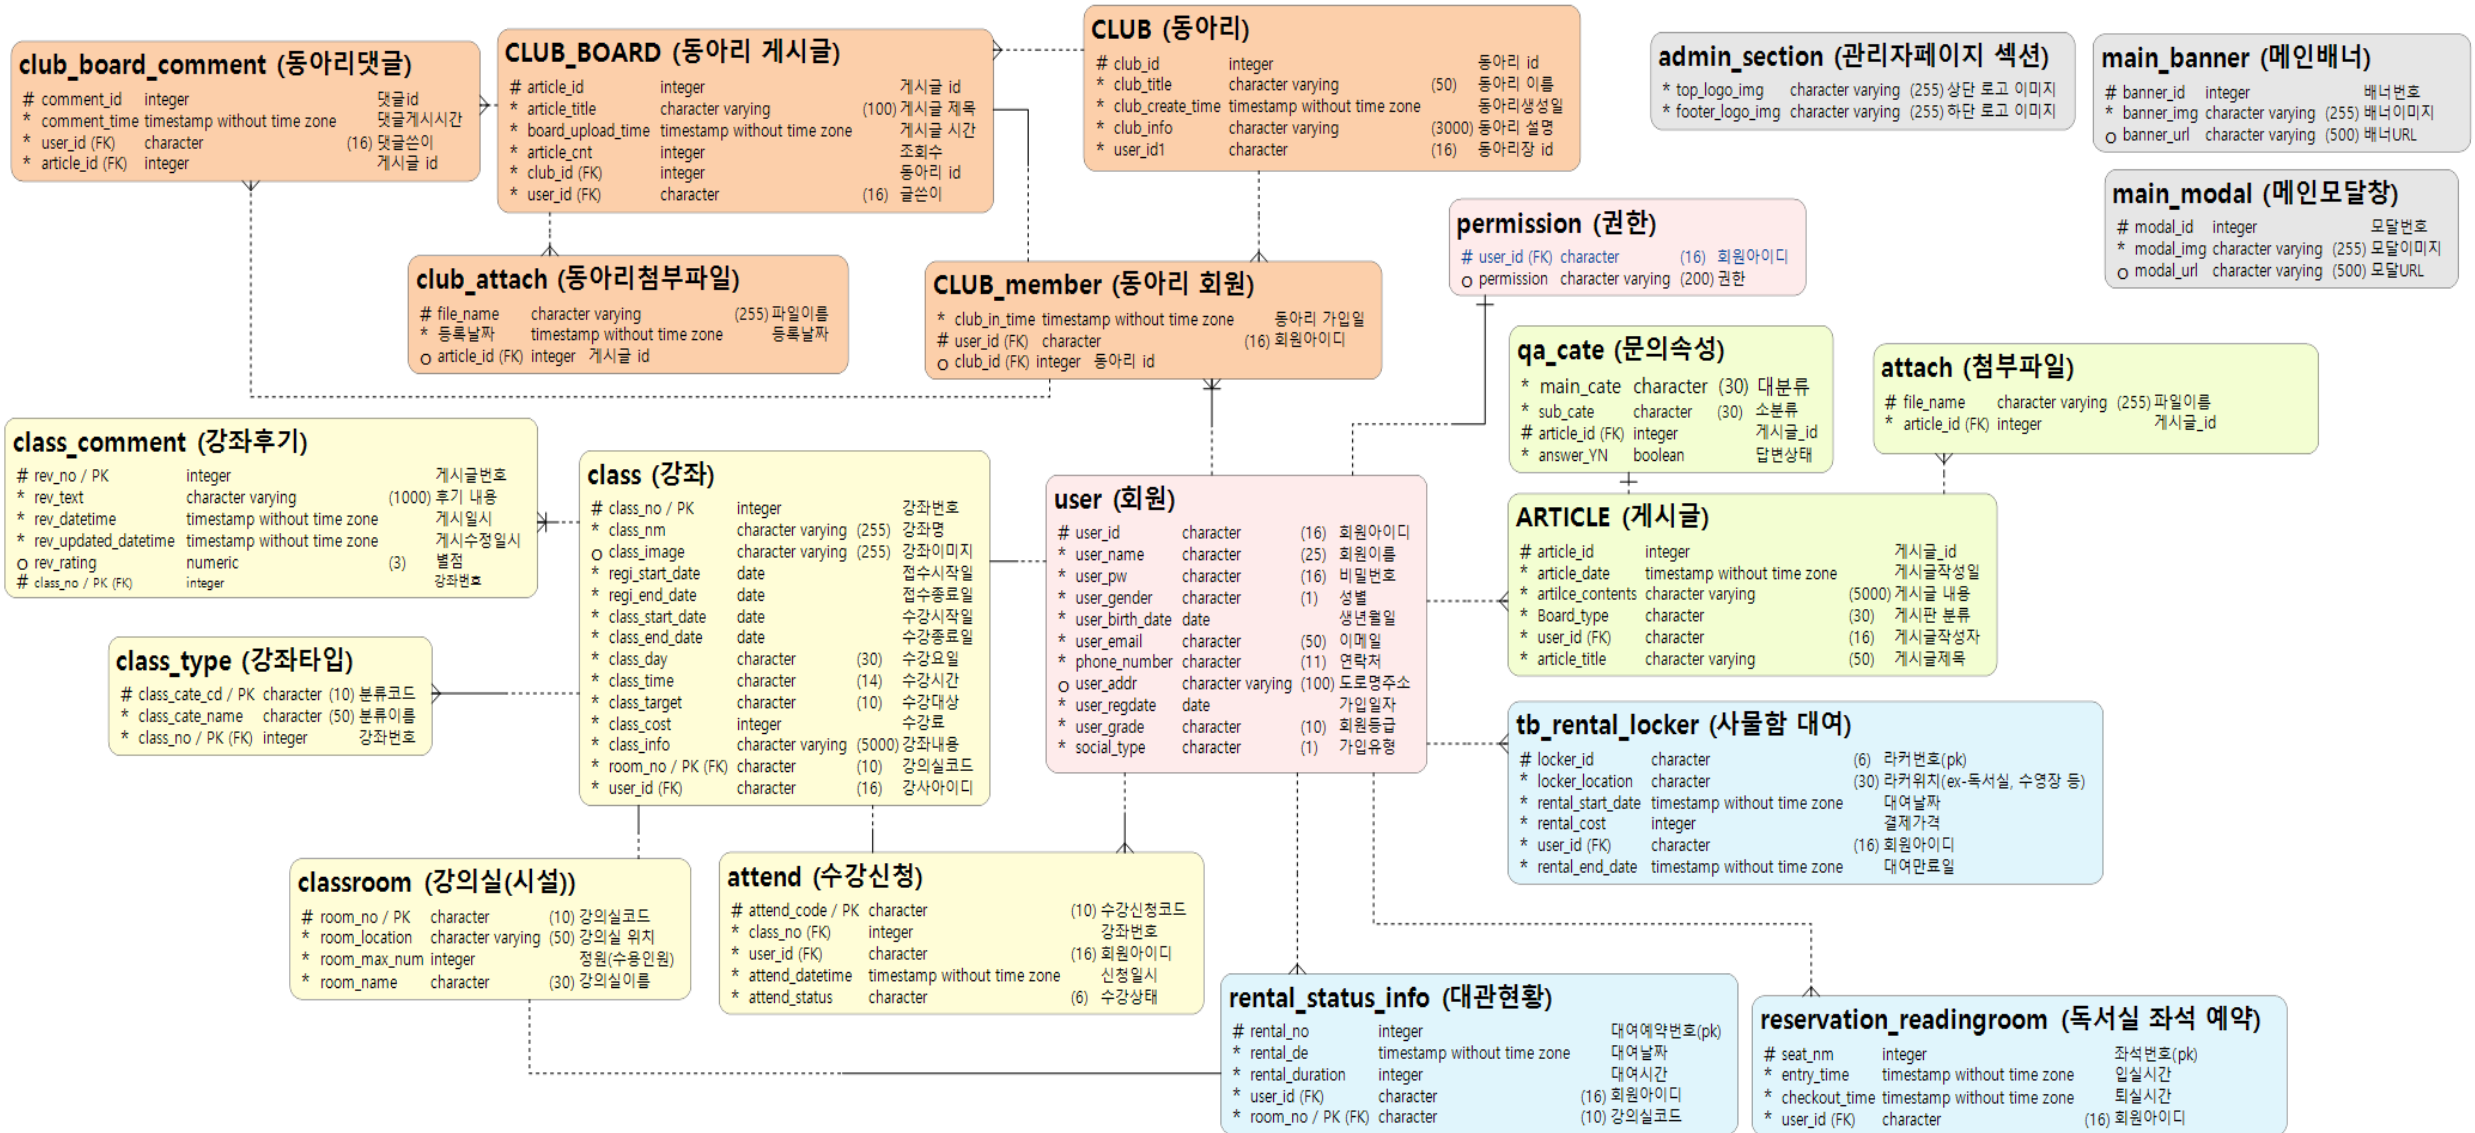 club_board_comment (동아리댓글)
# comment_id integer 댓글id
* comment_time timestamp without time zone 댓글게시시간
* user_id (FK) character (16) 댓글쓴이
* article_id (FK) integer 게시글 id
CLUB_BOARD (동아리 게시글)
# article_id integer 게시글 id
* article_title character varying (100) 게시글 제목
* board_upload_time timestamp without time zone 게시글 시간
* article_cnt integer 조회수
* club_id (FK) integer 동아리 id
* user_id (FK) character (16) 글쓴이
CLUB (동아리)
# club_id integer 동아리 id
* club_title character varying (50) 동아리 이름
* club_create_time timestamp without time zone 동아리생성일
* club_info character varying (3000) 동아리 설명
* user_id1 character (16) 동아리장 id
admin_section (관리자페이지 섹션)
* top_logo_img character varying (255) 상단 로고 이미지
* footer_logo_img character varying (255) 하단 로고 이미지
main_banner (메인배너)
# banner_id integer 배너번호
* banner_img character varying (255) 배너이미지
o banner_url character varying (500) 배너URL
main_modal (메인모달창)
# modal_id integer 모달번호
* modal_img character varying (255) 모달이미지
o modal_url character varying (500) 모달URL
club_attach (동아리첨부파일)
# file_name character varying (255) 파일이름
* 등록날짜 timestamp without time zone 등록날짜
o article_id (FK) integer 게시글 id
CLUB_member (동아리 회원)
* club_in_time timestamp without time zone 동아리 가입일
# user_id (FK) character (16) 회원아이디
o club_id (FK) integer 동아리 id
permission (권한)
# user_id (FK) character (16) 회원아이디
o permission character varying (200) 권한
qa_cate (문의속성)
* main_cate character (30) 대분류
* sub_cate character (30) 소분류
# article_id (FK) integer 게시글_id
* answer_YN boolean 답변상태
attach (첨부파일)
# file_name character varying (255) 파일이름
* article_id (FK) integer 게시글_id
class_comment (강좌후기)
# rev_no / PK integer 게시글번호
* rev_text character varying (1000) 후기 내용
* rev_datetime timestamp without time zone 게시일시
* rev_updated_datetime timestamp without time zone 게시수정일시
o rev_rating numeric (3) 별점
# class_no / PK (FK) integer 강좌번호
class (강좌)
# class_no / PK integer 강좌번호
* class_nm character varying (255) 강좌명
o class_image character varying (255) 강좌이미지
* regi_start_date date 접수시작일
* regi_end_date date 접수종료일
* class_start_date date 수강시작일
* class_end_date date 수강종료일
* class_day character (30) 수강요일
* class_time character (14) 수강시간
* class_target character (10) 수강대상
* class_cost integer 수강료
* class_info character varying (5000) 강좌내용
* room_no / PK (FK) character (10) 강의실코드
* user_id (FK) character (16) 강사아이디
user (회원)
# user_id character (16) 회원아이디
* user_name character (25) 회원이름
* user_pw character (16) 비밀번호
* user_gender character (1) 성별
* user_birth_date date 생년월일
* user_email character (50) 이메일
* phone_number character (11) 연락처
o user_addr character varying (100) 도로명주소
* user_regdate date 가입일자
* user_grade character (10) 회원등급
* social_type character (1) 가입유형
ARTICLE (게시글)
# article_id integer 게시글_id
* article_date timestamp without time zone 게시글작성일
* artilce_contents character varying (5000) 게시글 내용
* Board_type character (30) 게시판 분류
* user_id (FK) character (16) 게시글작성자
* article_title character varying (50) 게시글제목
class_type (강좌타입)
# class_cate_cd / PK character (10) 분류코드
* class_cate_name character (50) 분류이름
* class_no / PK (FK) integer 강좌번호
tb_rental_locker (사물함 대여)
# locker_id character (6) 라커번호(pk)
* locker_location character (30) 라커위치(ex-독서실, 수영장 등)
* rental_start_date timestamp without time zone 대여날짜
* rental_cost integer 결제가격
* user_id (FK) character (16) 회원아이디
* rental_end_date timestamp without time zone 대여만료일
classroom (강의실(시설))
# room_no / PK character (10) 강의실코드
* room_location character varying (50) 강의실 위치
* room_max_num integer 정원(수용인원)
* room_name character (30) 강의실이름
attend (수강신청)
# attend_code / PK character (10) 수강신청코드
* class_no (FK) integer 강좌번호
* user_id (FK) character (16) 회원아이디
* attend_datetime timestamp without time zone 신청일시
* attend_status character (6) 수강상태
rental_status_info (대관현황)
# rental_no integer 대여예약번호(pk)
* rental_de timestamp without time zone 대여날짜
* rental_duration integer 대여시간
* user_id (FK) character (16) 회원아이디
* room_no / PK (FK) character (10) 강의실코드
reservation_readingroom (독서실 좌석 예약)
# seat_nm integer 좌석번호(pk)
* entry_time timestamp without time zone 입실시간
* checkout_time timestamp without time zone 퇴실시간
* user_id (FK) character (16) 회원아이디